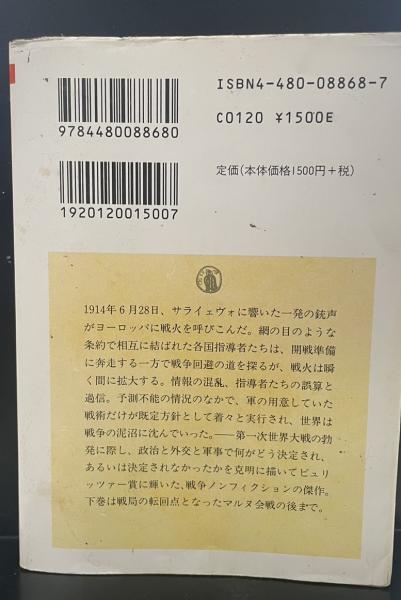 ISBN4-480-08868-7
9784480088680
C0120 ¥1500E
定価(本体価格1500円+税)
1920120015007
1914年6月28日、サライェヴォに響いた一発の銃声
がヨーロッパに戦火を呼びこんだ。網の目のような
条約で相互に結ばれた各国指導者たちは、開戦準備
に奔走する一方で戦争回避の道を探るが、戦火は瞬
く間に拡大する。情報の混乱、指導者たちの誤算と
過信。予測不能の情況のなかで、軍の用意していた
戦術だけが既定方針として着々と実行され、世界は
戦争の泥沼に沈んでいった。――第一次世界大戦の勃
発に際し、政治と外交と軍事で何がどう決定され、
あるいは決定されなかったかを克明に描いてピュリ
ッツァー賞に輝いた、戦争ノンフィクションの傑作。
下巻は戦局の転回点となったマルヌ会戦の後まで。